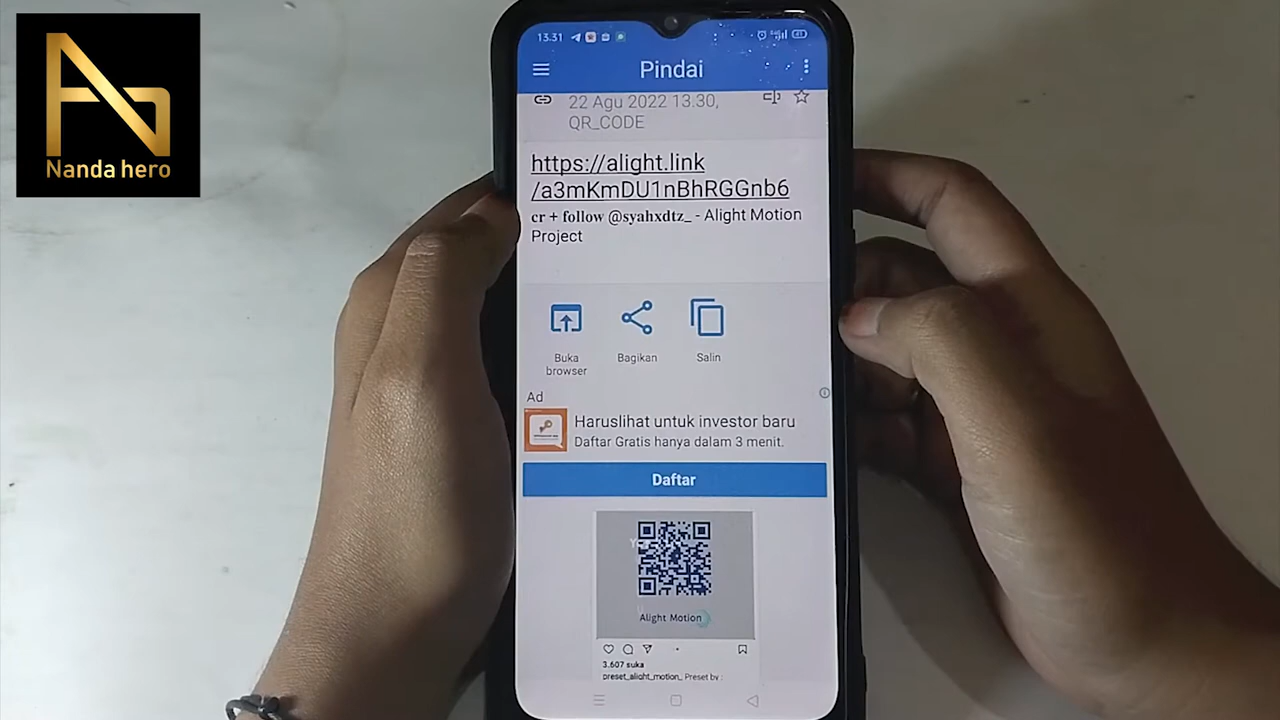 Nanda hero
13.31
Pindai
22 Agu 2022 13.30,
QR_CODE
https://alight.link
/a3mKmDU1nBhRGGnb6
cr + follow @syahxdtz_ - Alight Motion
Project
Buka
browser
Bagikan
Salin
Ad
Haruslihat untuk investor baru
Daftar Gratis hanya dalam 3 menit.
Daftar
Alight Motion
3.607 suka
preset_alight_motion_ Preset by :